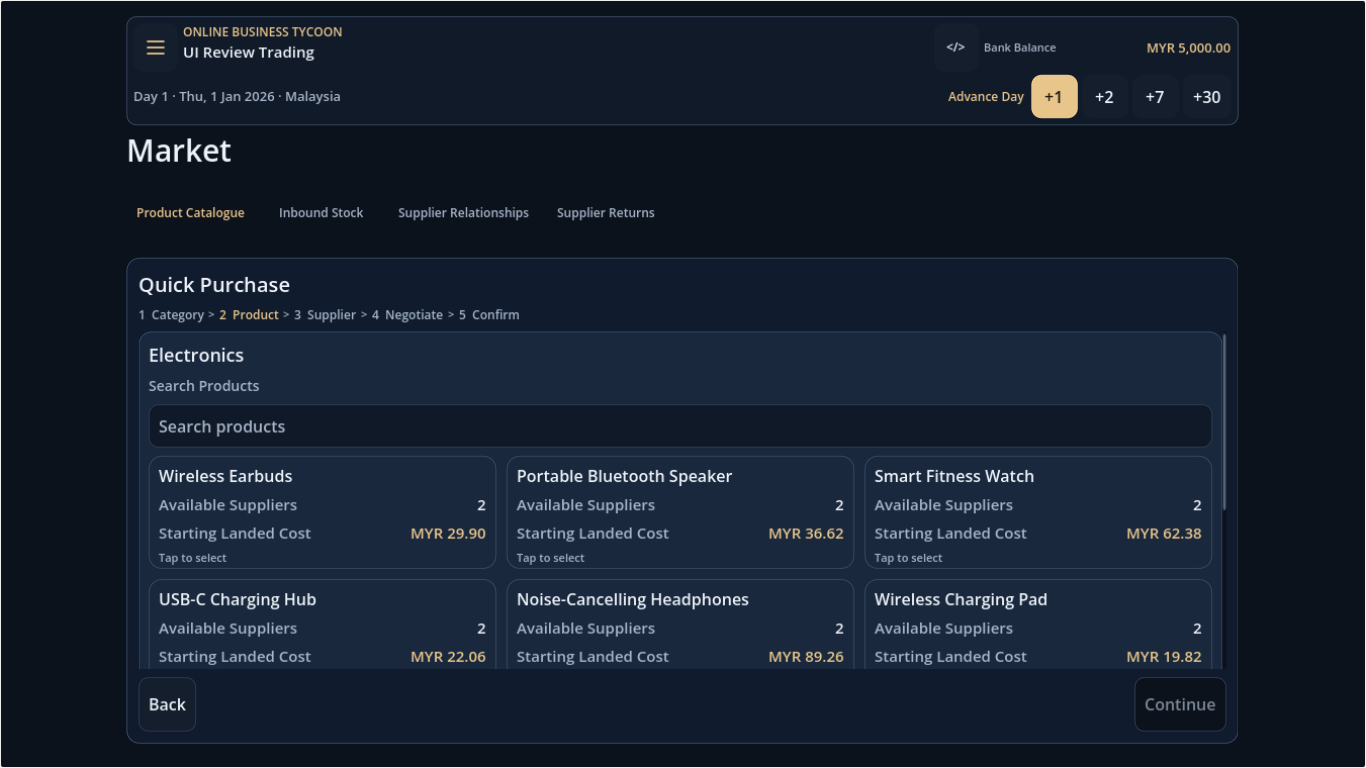 ONLINE BUSINESS TYCOON
UI Review Trading
</> Bank Balance MYR 5,000.00
Day 1 · Thu, 1 Jan 2026 · Malaysia
Advance Day +1 +2 +7 +30
Market
Product Catalogue Inbound Stock Supplier Relationships Supplier Returns
Quick Purchase
1 Category > 2 Product > 3 Supplier > 4 Negotiate > 5 Confirm
Electronics
Search Products
Search products
Wireless Earbuds
Available Suppliers 2
Starting Landed Cost MYR 29.90
Tap to select
Portable Bluetooth Speaker
Available Suppliers 2
Starting Landed Cost MYR 36.62
Tap to select
Smart Fitness Watch
Available Suppliers 2
Starting Landed Cost MYR 62.38
Tap to select
USB-C Charging Hub
Available Suppliers 2
Starting Landed Cost MYR 22.06
Noise-Cancelling Headphones
Available Suppliers 2
Starting Landed Cost MYR 89.26
Wireless Charging Pad
Available Suppliers 2
Starting Landed Cost MYR 19.82
Back
Continue